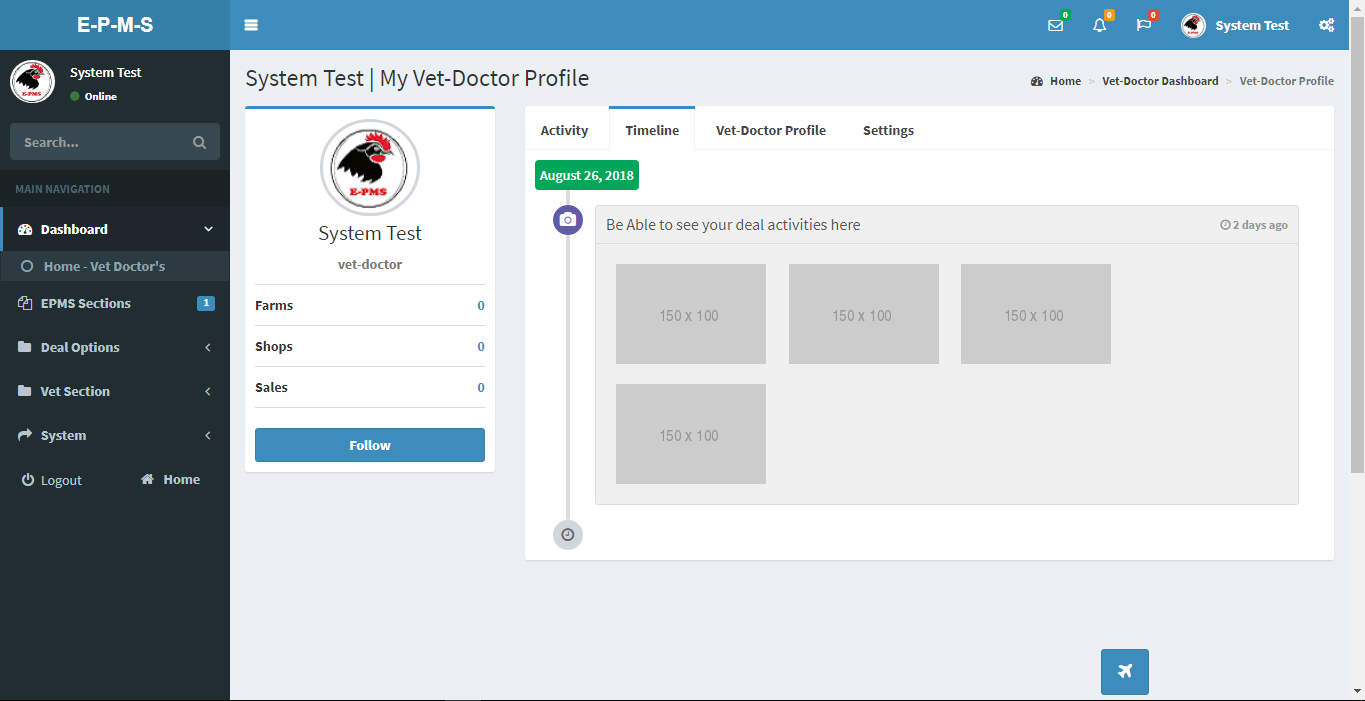 E-P-M-S
0
0
0
System Test
System Test
Online
Search...
MAIN NAVIGATION
Dashboard
Home - Vet Doctor's
EPMS Sections 1
Deal Options
Vet Section
System
Logout Home
System Test | My Vet-Doctor Profile
Home > Vet-Doctor Dashboard > Vet-Doctor Profile
E-PMS
System Test
vet-doctor
Farms 0
Shops 0
Sales 0
Follow
Activity Timeline Vet-Doctor Profile Settings
August 26, 2018
Be Able to see your deal activities here 2 days ago
150 x 100 150 x 100 150 x 100
150 x 100